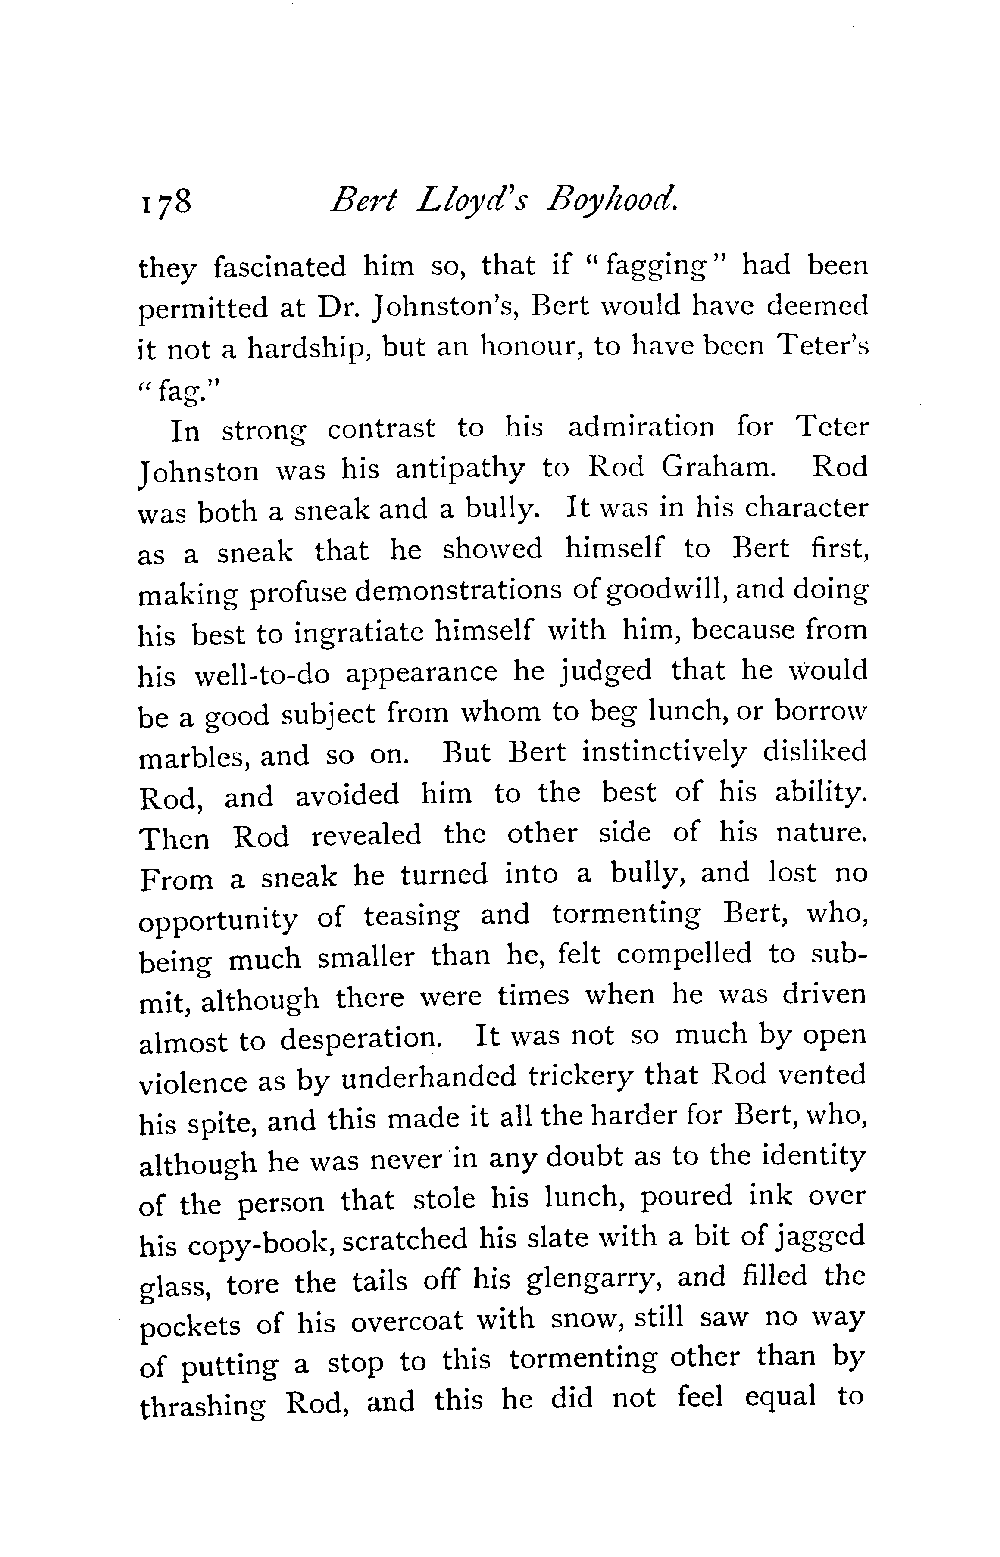 178 Bert Lloyd's Boyhood.
they fascinated him so, that if "fagging" had been
permitted at Dr. Johnston's, Bert would have deemed
it not a hardship, but an honour, to have been Teter's
"fag."
In strong contrast to his admiration for Teter
Johnston was his antipathy to Rod Graham. Rod
was both a sneak and a bully. It was in his character
as a sneak that he showed himself to Bert first,
making profuse demonstrations of goodwill, and doing
his best to ingratiate himself with him, because from
his well-to-do appearance he judged that he would
be a good subject from whom to beg lunch, or borrow
marbles, and so on. But Bert instinctively disliked
Rod, and avoided him to the best of his ability.
Then Rod revealed the other side of his nature.
From a sneak he turned into a bully, and lost no
opportunity of teasing and tormenting Bert, who,
being much smaller than he, felt compelled to sub-
mit, although there were times when he was driven
almost to desperation. It was not so much by open
violence as by underhanded trickery that Rod vented
his spite, and this made it all the harder for Bert, who,
although he was never in any doubt as to the identity
of the person that stole his lunch, poured ink over
his copy-book, scratched his slate with a bit of jagged
glass, tore the tails off his glengarry, and filled the
pockets of his overcoat with snow, still saw no way
of putting a stop to this tormenting other than by
thrashing Rod, and this he did not feel equal to